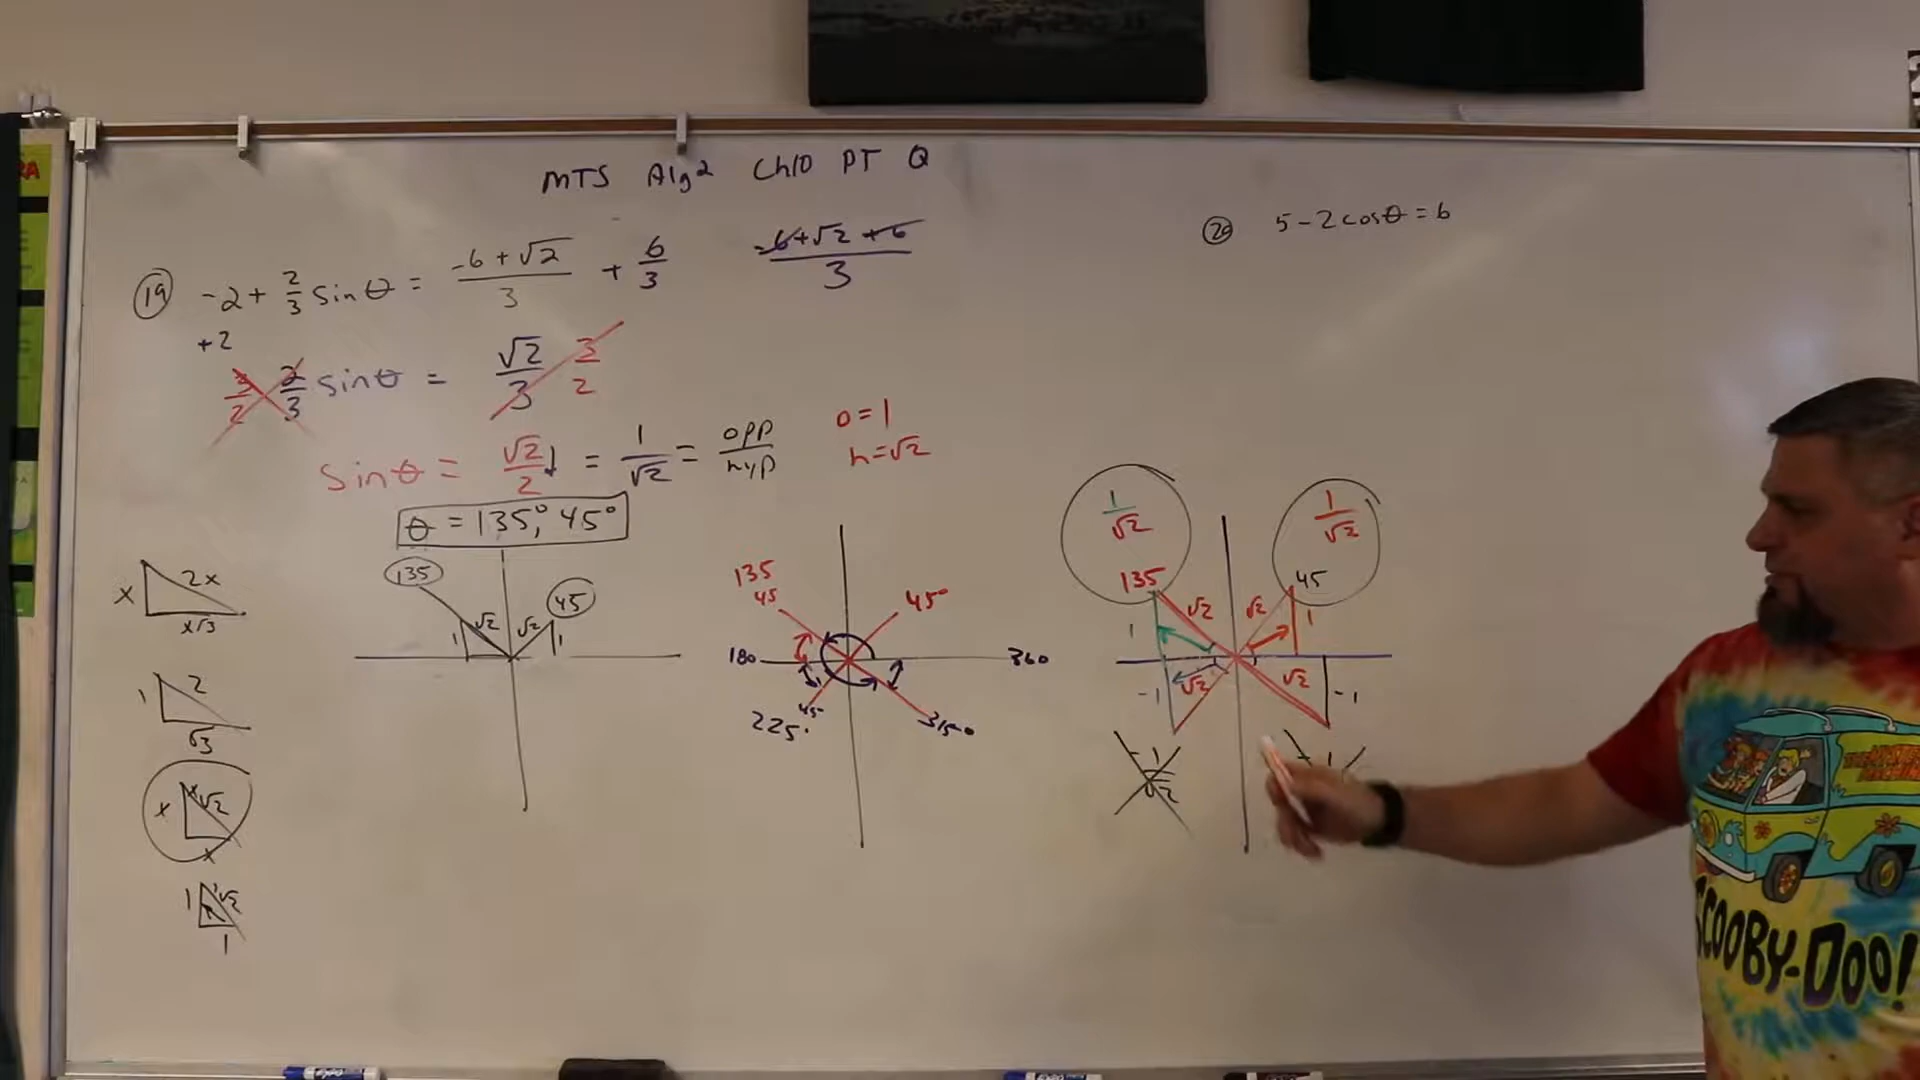 MTS Alg2 Ch10 PT Q
⑲ -2 + 2/3 sinθ = (-6+√2)/3 + 6/3
(-6+√2+6)/3
+2
3/2 2/3 sinθ = √2/3 3/2
sinθ = √2/2 = 1/√2 = opp/hyp
o = 1
h = √2
θ = 135°, 45°
x 2x
x√3
1 2
√3
x x√2
x
1 √2
1
135 45
√2 √2
1 1
135
45
45°
180 360
225°
45°
315°
⑳ 5 - 2cosθ = 6
1/√2 1/√2
135 45
1 √2 √2 1
-1 √2 √2 -1
-1/√2
SCOOBY-DOO!